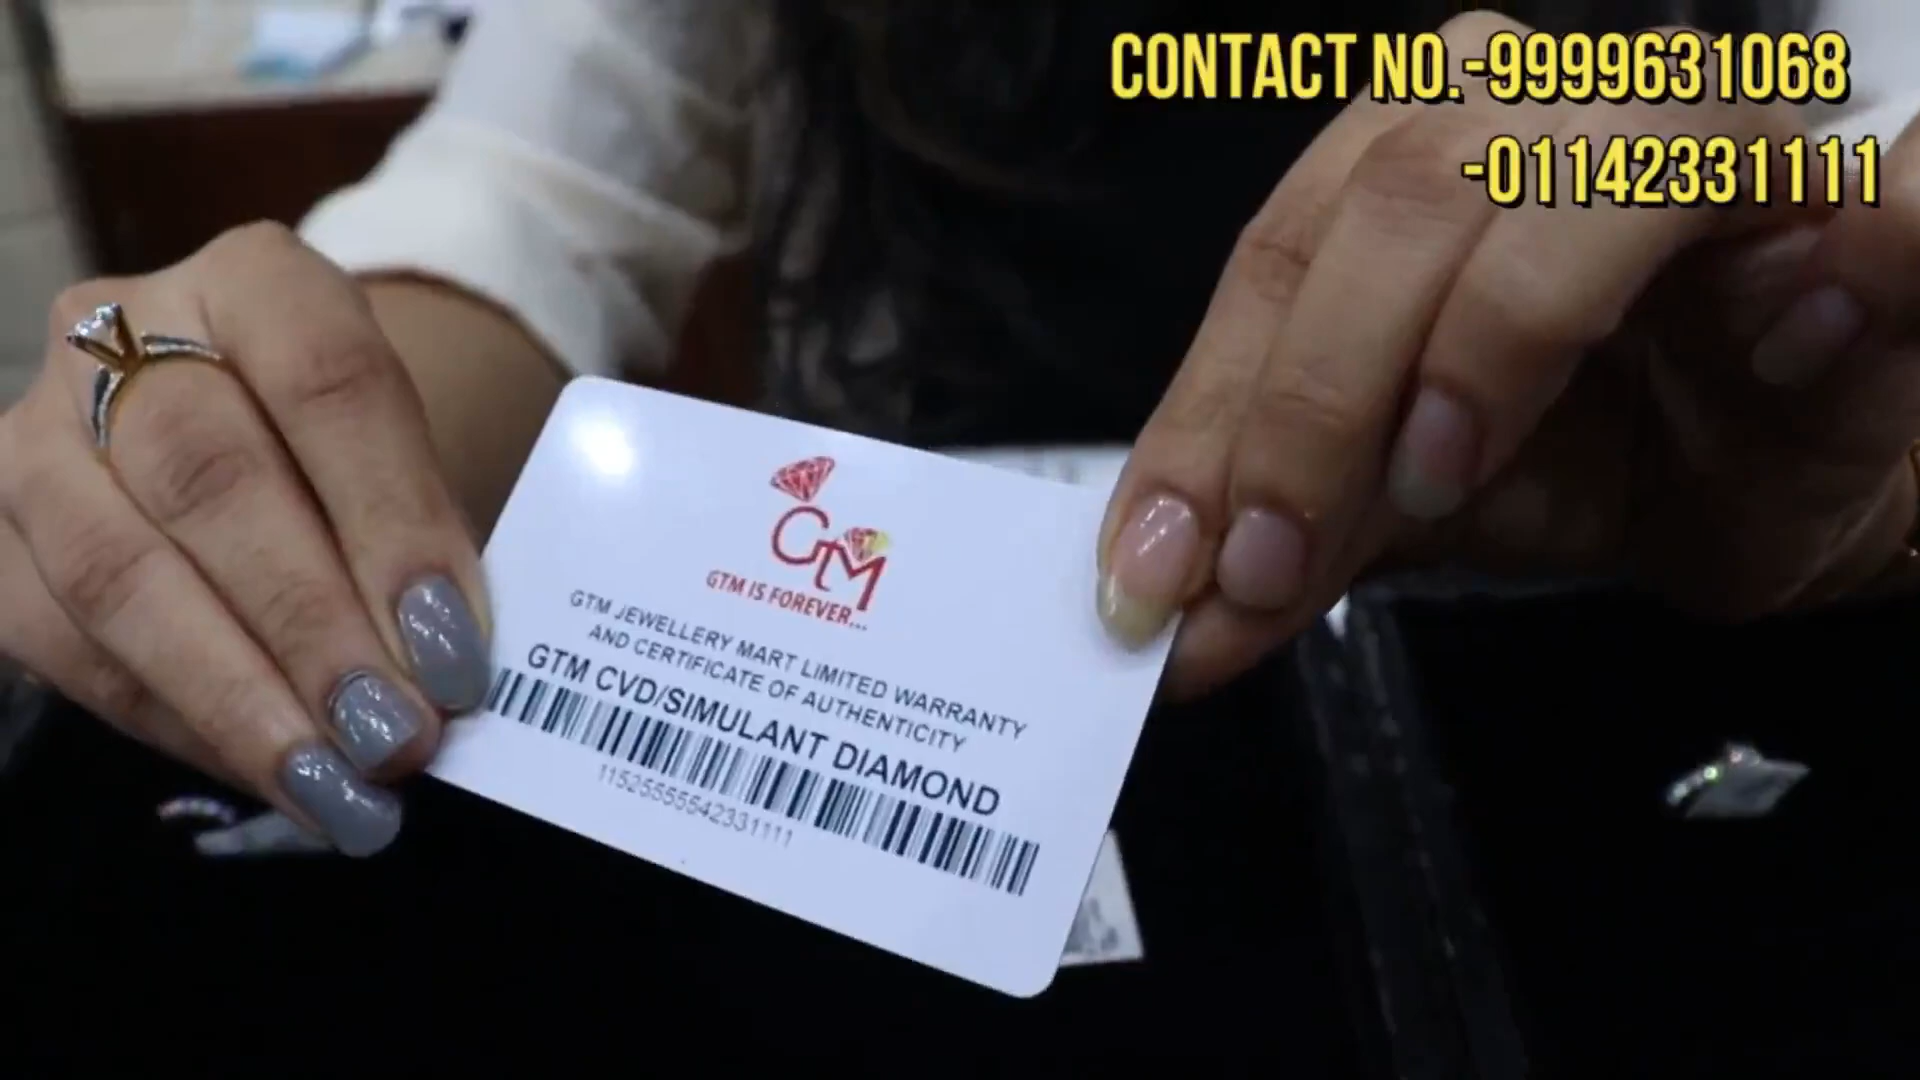 CONTACT NO.-9999631068
-01142331111
GTM
GTM IS FOREVER...
GTM JEWELLERY MART LIMITED WARRANTY
AND CERTIFICATE OF AUTHENTICITY
GTM CVD/SIMULANT DIAMOND
1152555542331111